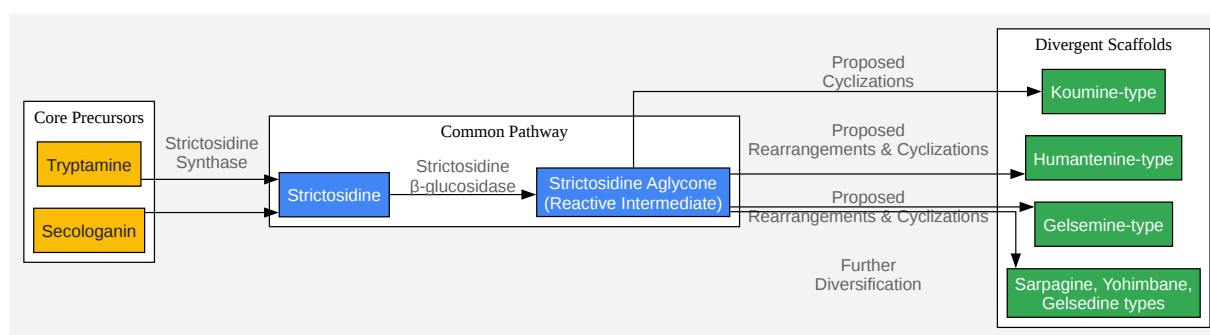 Core Precursors
Tryptamine
Secologanin
Strictosidine
Synthase
Common Pathway
Strictosidine
Strictosidine
β-glucosidase
Strictosidine Aglycone
(Reactive Intermediate)
Proposed
Cyclizations
Proposed
Rearrangements & Cyclizations
Proposed
Rearrangements & Cyclizations
Further
Diversification
Divergent Scaffolds
Koumine-type
Humantenine-type
Gelsemine-type
Sarpagine, Yohimbane,
Gelsedine types